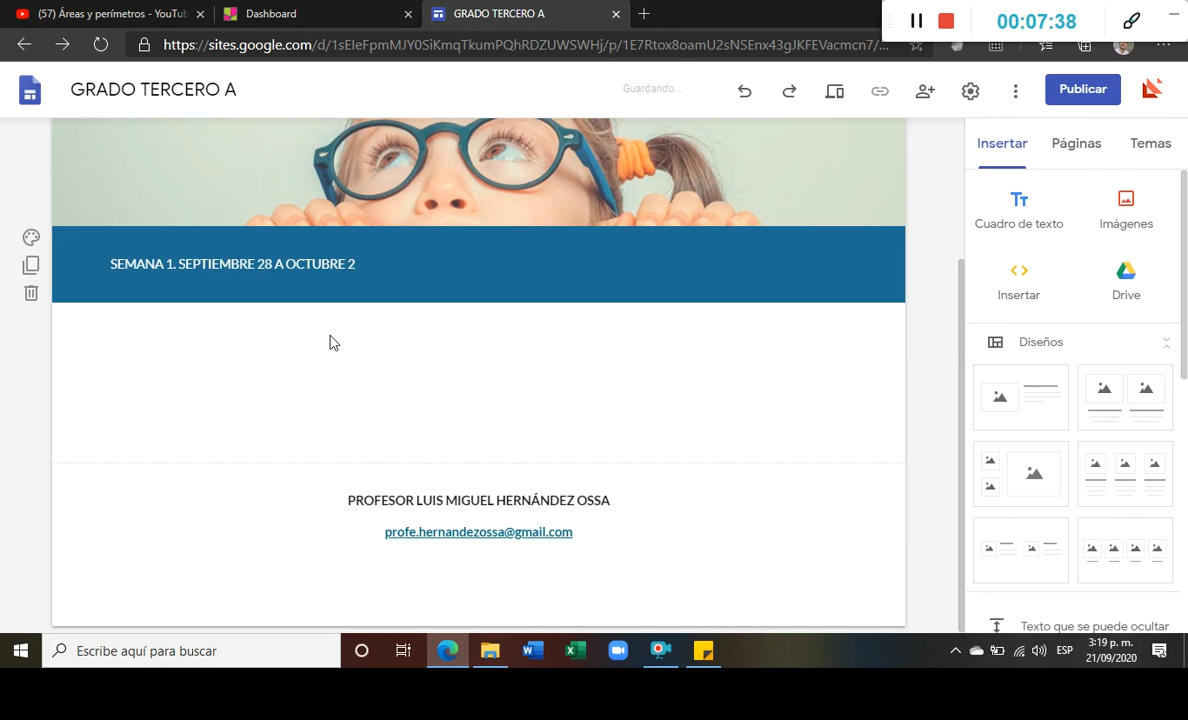 (57) Áreas y perímetros - YouTu
Dashboard
GRADO TERCERO A
00:07:38
https://sites.google.com/d/1sEleFpmMJY0SiKmqTkumPQhRDZUWSWHj/p/1E7Rtox8oamU2sNSEnx43gJKFEVacmcn7/...
GRADO TERCERO A
Guardando...
Publicar
Insertar
Páginas
Temas
Cuadro de texto
Imágenes
Insertar
Drive
Diseños
SEMANA 1. SEPTIEMBRE 28 A OCTUBRE 2
PROFESOR LUIS MIGUEL HERNÁNDEZ OSSA
profe.hernandezossa@gmail.com
Texto que se puede ocultar
Escribe aquí para buscar
ESP
3:19 p. m.
21/09/2020